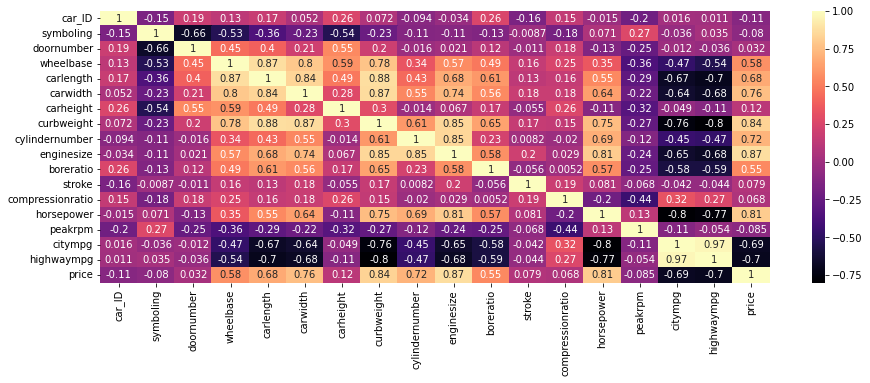 car_ID 1 -0.15 0.19 0.13 0.17 0.052 0.26 0.072 -0.094 -0.034 0.26 -0.16 0.15 -0.015 -0.2 0.016 0.011 -0.11 1.00
symboling -0.15 1 -0.66 -0.53 -0.36 -0.23 -0.54 -0.23 -0.11 -0.11 -0.13 -0.0087 -0.18 0.071 0.27 -0.036 0.035 -0.08
doornumber 0.19 -0.66 1 0.45 0.4 0.21 0.55 0.2 -0.016 0.021 0.12 -0.011 0.18 -0.13 -0.25 -0.012 -0.036 0.032 0.75
wheelbase 0.13 -0.53 0.45 1 0.87 0.8 0.59 0.78 0.34 0.57 0.49 0.16 0.25 0.35 -0.36 -0.47 -0.54 0.58
carlength 0.17 -0.36 0.4 0.87 1 0.84 0.49 0.88 0.43 0.68 0.61 0.13 0.16 0.55 -0.29 -0.67 -0.7 0.68 0.50
carwidth 0.052 -0.23 0.21 0.8 0.84 1 0.28 0.87 0.55 0.74 0.56 0.18 0.18 0.64 -0.22 -0.64 -0.68 0.76
carheight 0.26 -0.54 0.55 0.59 0.49 0.28 1 0.3 -0.014 0.067 0.17 -0.055 0.26 -0.11 -0.32 -0.049 -0.11 0.12 0.25
curbweight 0.072 -0.23 0.2 0.78 0.88 0.87 0.3 1 0.61 0.85 0.65 0.17 0.15 0.75 -0.27 -0.76 -0.8 0.84
cylindernumber -0.094 -0.11 -0.016 0.34 0.43 0.55 -0.014 0.61 1 0.85 0.23 0.0082 -0.02 0.69 -0.12 -0.45 -0.47 0.72
enginesize -0.034 -0.11 0.021 0.57 0.68 0.74 0.067 0.85 0.85 1 0.58 0.2 0.029 0.81 -0.24 -0.65 -0.68 0.87 0.00
boreratio 0.26 -0.13 0.12 0.49 0.61 0.56 0.17 0.65 0.23 0.58 1 -0.056 0.0052 0.57 -0.25 -0.58 -0.59 0.55
stroke -0.16 -0.0087 -0.011 0.16 0.13 0.18 -0.055 0.17 0.0082 0.2 -0.056 1 0.19 0.081 -0.068 -0.042 -0.044 0.079 -0.25
compressionratio 0.15 -0.18 0.18 0.25 0.16 0.18 0.26 0.15 -0.02 0.029 0.0052 0.19 1 -0.2 -0.44 0.32 0.27 0.068
horsepower -0.015 0.071 -0.13 0.35 0.55 0.64 -0.11 0.75 0.69 0.81 0.57 0.081 -0.2 1 0.13 -0.8 -0.77 0.81
peakrpm -0.2 0.27 -0.25 -0.36 -0.29 -0.22 -0.32 -0.27 -0.12 -0.24 -0.25 -0.068 -0.44 0.13 1 -0.11 -0.054 -0.085 -0.50
citympg 0.016 -0.036 -0.012 -0.47 -0.67 -0.64 -0.049 -0.76 -0.45 -0.65 -0.58 -0.042 0.32 -0.8 -0.11 1 0.97 -0.69
highwaympg 0.011 0.035 -0.036 -0.54 -0.7 -0.68 -0.11 -0.8 -0.47 -0.68 -0.59 -0.044 0.27 -0.77 -0.054 0.97 1 -0.7
price -0.11 -0.08 0.032 0.58 0.68 0.76 0.12 0.84 0.72 0.87 0.55 0.079 0.068 0.81 -0.085 -0.69 -0.7 1 -0.75
car_ID symboling doornumber wheelbase carlength carwidth carheight curbweight cylindernumber enginesize boreratio stroke compressionratio horsepower peakrpm citympg highwaympg price